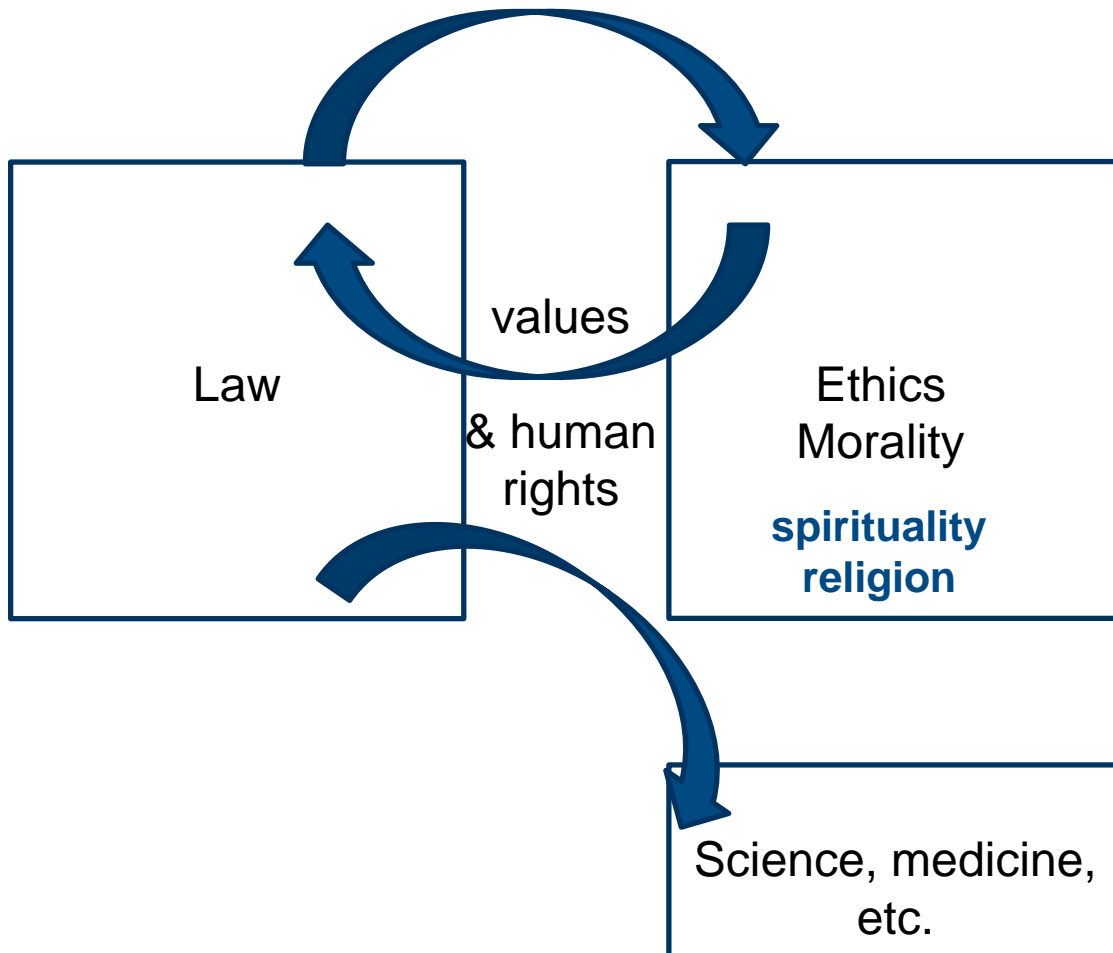 Law
values
& human
rights
Ethics
Morality
spirituality
religion
Science, medicine,
etc.